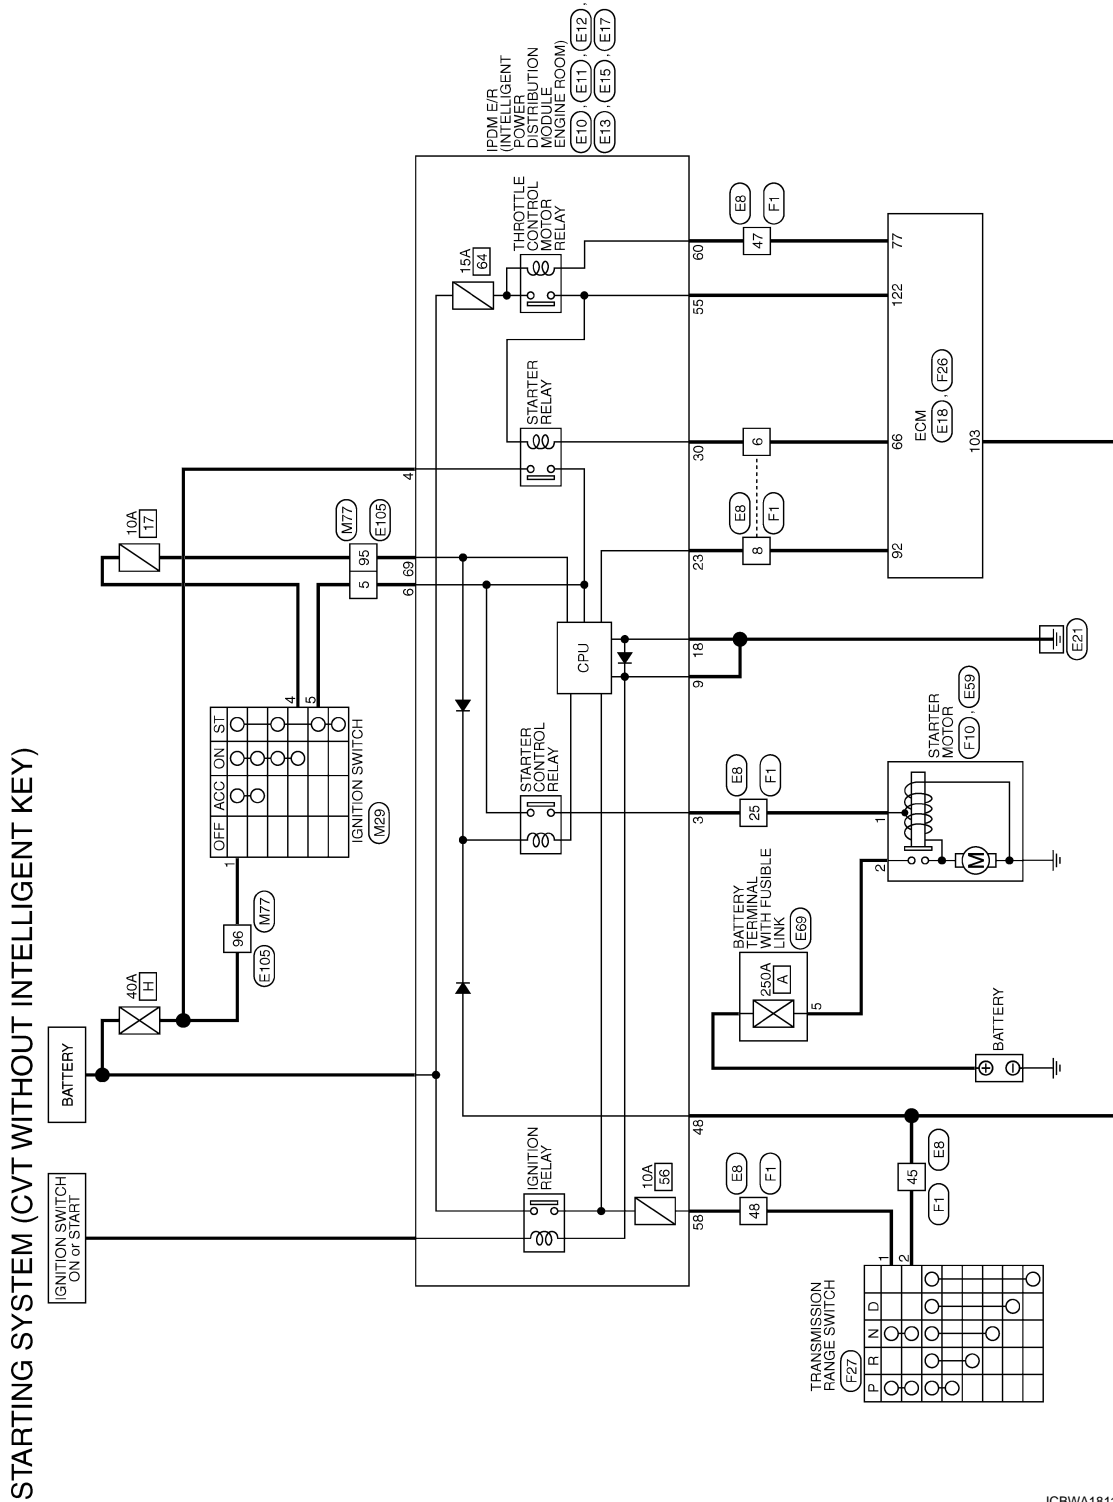 STARTING SYSTEM (CVT WITHOUT INTELLIGENT KEY)
IGNITION SWITCH
ON or START
BATTERY
40A
H
96
E105
M77
1
OFF
ACC
ON
ST
4
5
IGNITION SWITCH
M29
10A
17
5
95
M77
E105
6
69
4
IPDM E/R
(INTELLIGENT
POWER
DISTRIBUTION
MODULE
ENGINE ROOM)
E10 , E11 , E12 ,
E13 , E15 , E17
IGNITION
RELAY
10A
56
STARTER
CONTROL
RELAY
CPU
STARTER
RELAY
15A
64
THROTTLE
CONTROL
MOTOR
RELAY
58
48
3
9
18
23
30
55
60
48
E8
F1
25
E8
F1
8
E8
F1
6
47
E8
F1
BATTERY
TERMINAL
WITH FUSIBLE
LINK
E69
250A
A
5
BATTERY
+
−
TRANSMISSION
RANGE SWITCH
F27
P
R
N
D
1
2
F1
45
E8
STARTER
MOTOR
F10 , E59
2
1
M
E21
ECM
E18 , F26
92
66
122
77
103